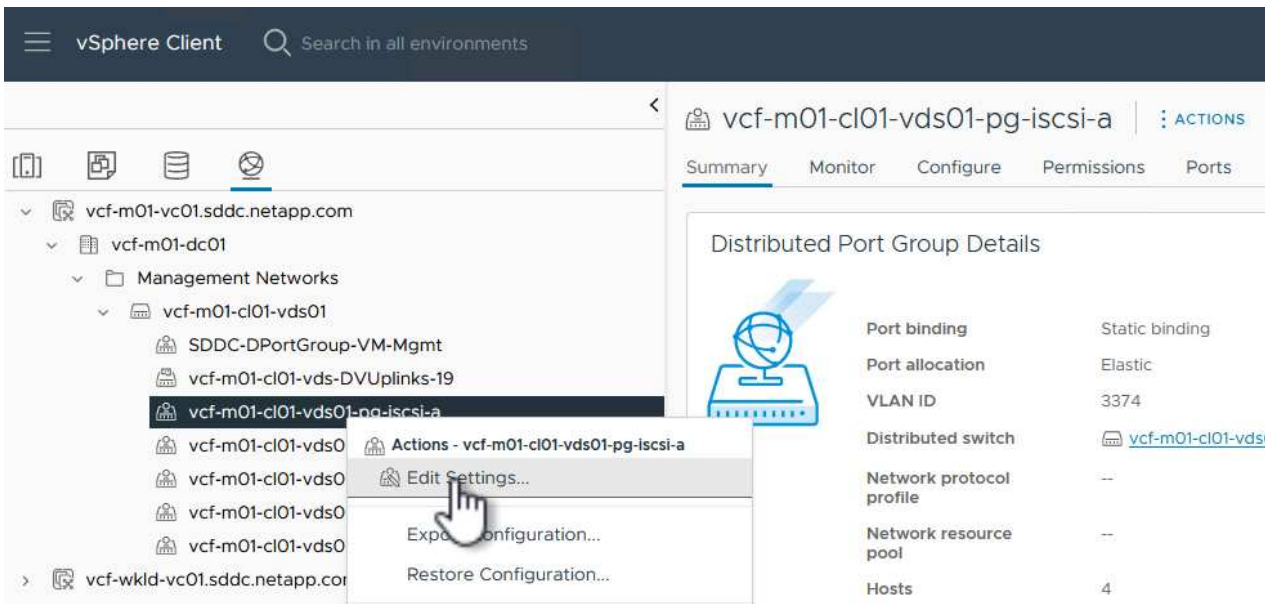 vSphere Client
Search in all environments
vcf-m01-vc01.sddc.netapp.com
vcf-m01-dc01
Management Networks
vcf-m01-cl01-vds01
SDDC-DPortGroup-VM-Mgmt
vcf-m01-cl01-vds-DVUplinks-19
vcf-m01-cl01-vds01-pg-iscsi-a
vcf-m01-cl01-vds0
vcf-m01-cl01-vds0
vcf-m01-cl01-vds0
vcf-m01-cl01-vds0
vcf-wkld-vc01.sddc.netapp.cor
Actions - vcf-m01-cl01-vds01-pg-iscsi-a
Edit Settings...
Configuration...
Restore Configuration...
vcf-m01-cl01-vds01-pg-iscsi-a
ACTIONS
Summary Monitor Configure Permissions Ports
Distributed Port Group Details
Port binding Static binding
Port allocation Elastic
VLAN ID 3374
Distributed switch vcf-m01-cl01-vds
Network protocol
profile --
Network resource
pool --
Hosts 4